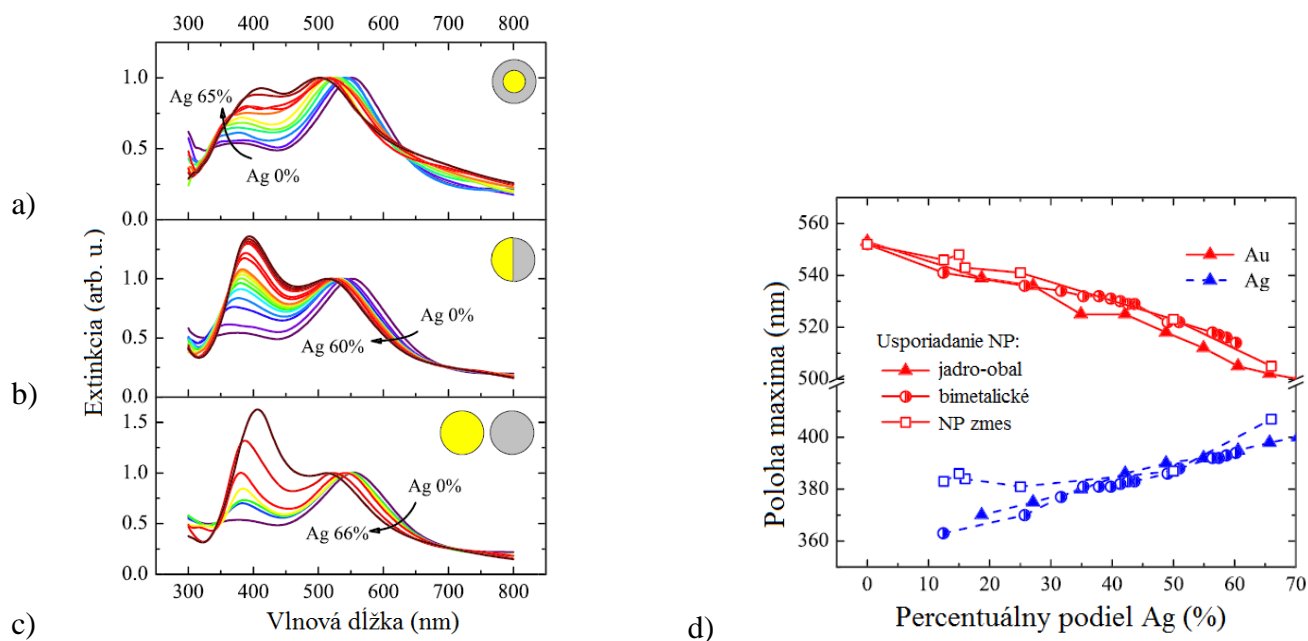 300 400 500 600 700 800
1.0
Ag 65%
0.5
Ag 0%
0.0
a)
1.0
Ag 0%
0.5
Ag 60%
0.0
b)
1.5
1.0
Ag 0%
0.5
Ag 66%
0.0
300 400 500 600 700 800
Vlnová dĺžka (nm)
Extinkcia (arb. u.)
c)
560
540
520
500
400
380
360
Au
Ag
Usporiadanie NP:
jadro-obal
bimetalické
NP zmes
0 10 20 30 40 50 60 70
Percentuálny podiel Ag (%)
Poloha maxima (nm)
d)